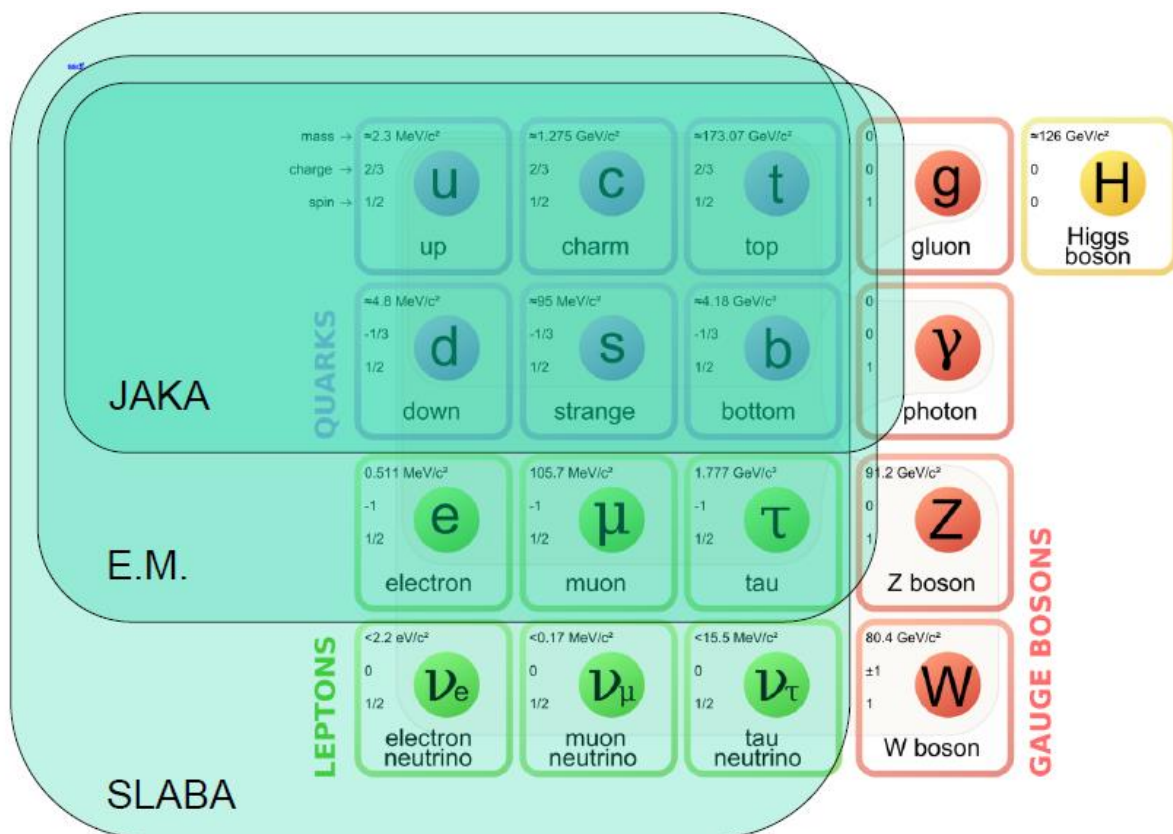 mass → ≈2.3 MeV/c² ≈1.275 GeV/c² ≈173.07 GeV/c² 0 ≈126 GeV/c²
charge → 2/3 2/3 2/3 0 0
spin → 1/2 1/2 1/2 1 0
u c t g H
up charm top gluon Higgs
boson
≈4.8 MeV/c² ≈95 MeV/c² ≈4.18 GeV/c² 0
-1/3 -1/3 -1/3 0
1/2 1/2 1/2 1
d s b γ
down strange bottom photon
QUARKS
JAKA
0.511 MeV/c² 105.7 MeV/c² 1.777 GeV/c² 91.2 GeV/c²
-1 -1 -1 0
1/2 1/2 1/2 1
e μ τ Z
electron muon tau Z boson
E.M.
<2.2 eV/c² <0.17 MeV/c² <15.5 MeV/c² 80.4 GeV/c²
0 0 0 ±1
1/2 1/2 1/2 1
νe νμ ντ W
electron muon tau W boson
neutrino neutrino neutrino
LEPTONS
GAUGE BOSONS
SLABA